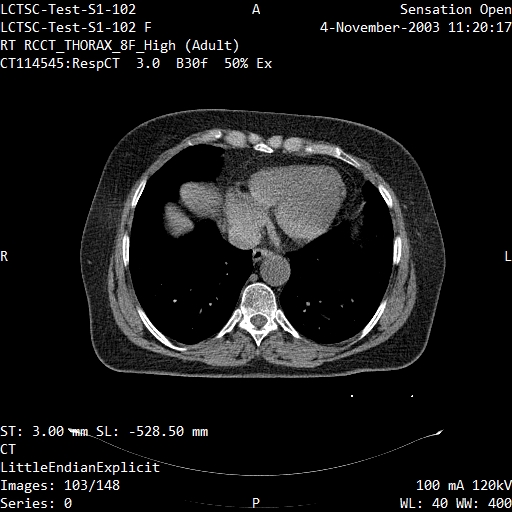 LCTSC-Test-S1-102
A
Sensation Open
LCTSC-Test-S1-102 F
4-November-2003 11:20:17
RT RCCT_THORAX_8F_High (Adult)
CT114545:RespCT 3.0 B30f 50% Ex
R
L
ST: 3.00 mm SL: -528.50 mm
CT
LittleEndianExplicit
Images: 103/148
100 mA 120kV
Series: 0
P
WL: 40 WW: 400